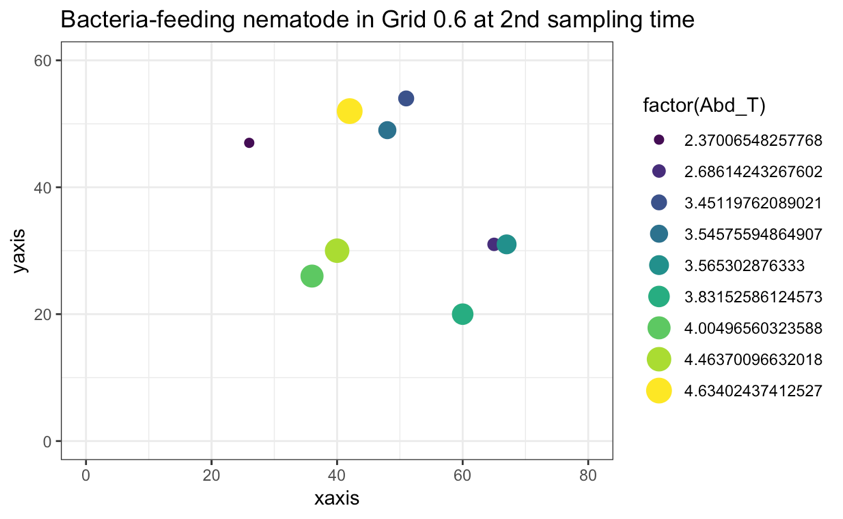 Bacteria-feeding nematode in Grid 0.6 at 2nd sampling time
60
40
20
0
yaxis
0 20 40 60 80
xaxis
factor(Abd_T)
2.37006548257768
2.68614243267602
3.45119762089021
3.54575594864907
3.565302876333
3.83152586124573
4.00496560323588
4.46370096632018
4.63402437412527